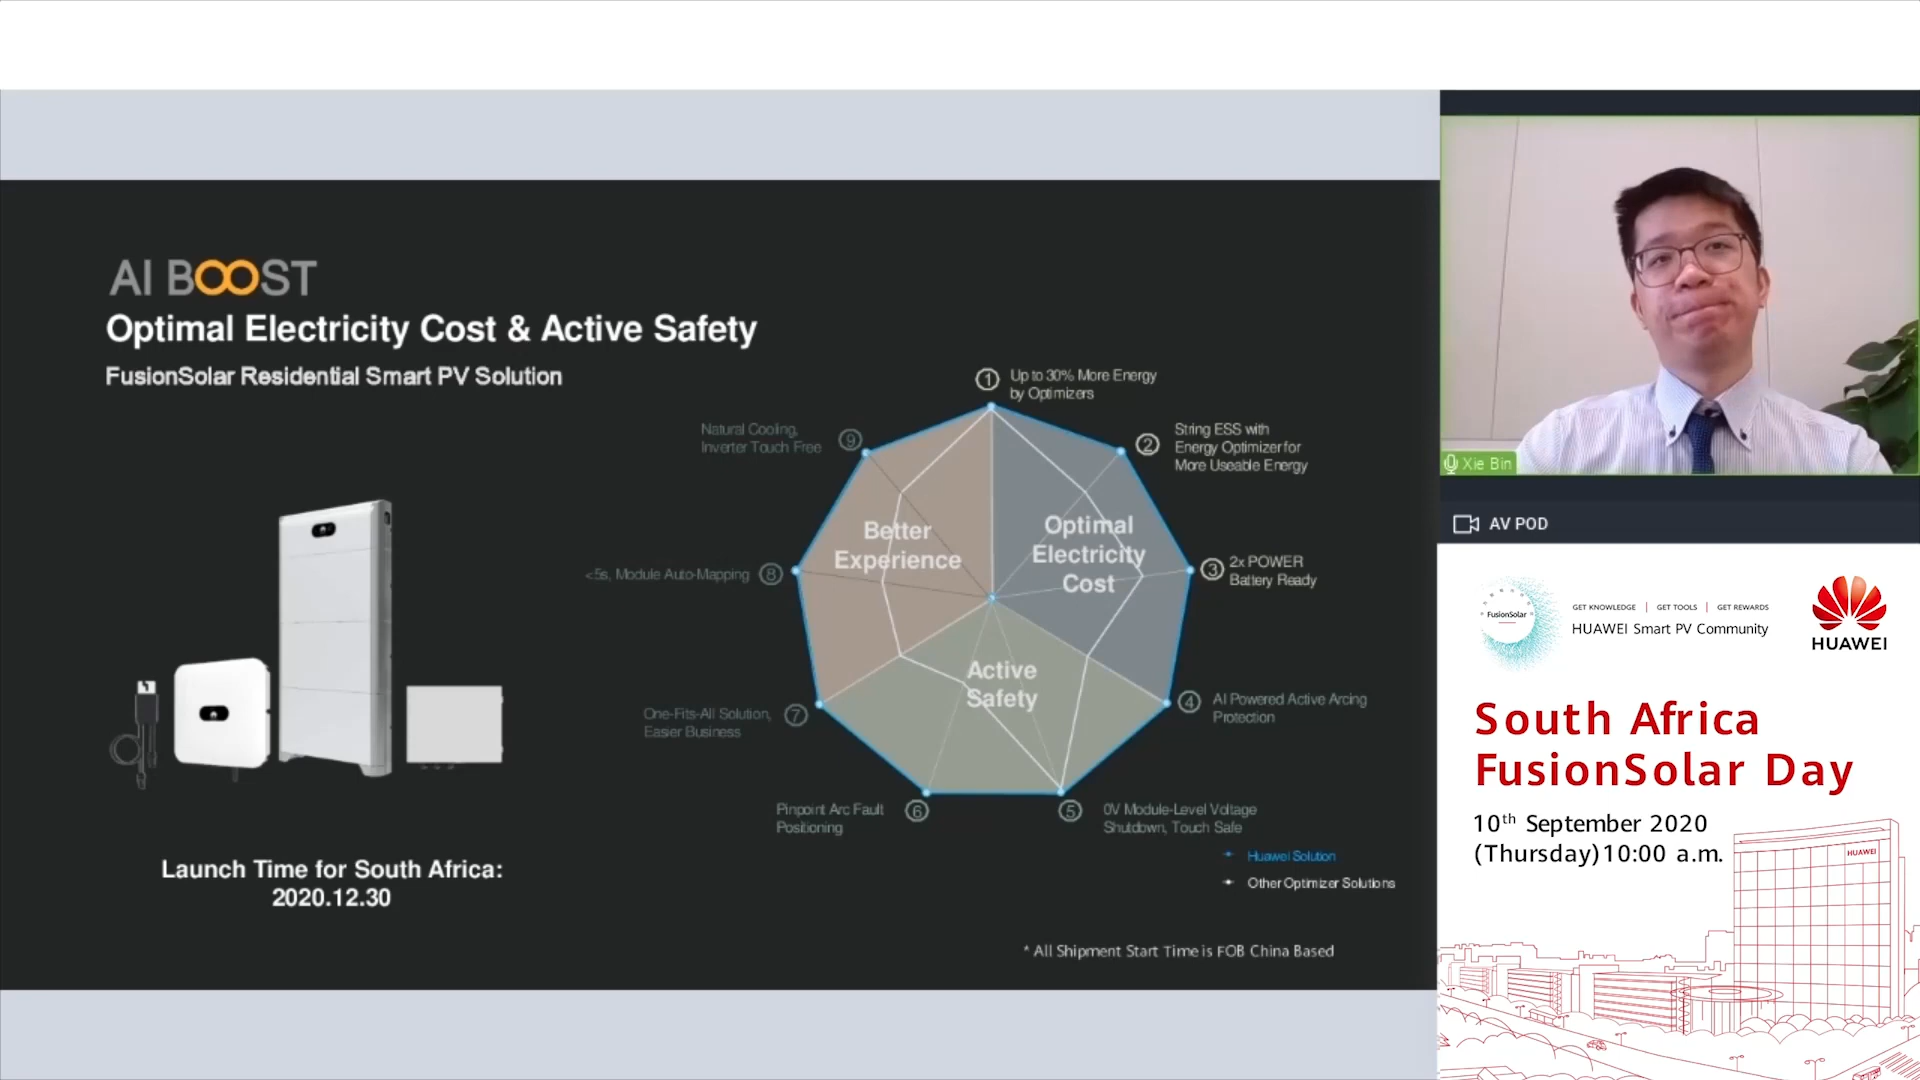 AI BOOST
Optimal Electricity Cost & Active Safety
FusionSolar Residential Smart PV Solution
1 Up to 30% More Energy
by Optimizers
2 String ESS with
Energy Optimizer for
More Useable Energy
3 2x POWER
Battery Ready
4 AI Powered Active Arcing
Protection
5 0V Module-Level Voltage
Shutdown, Touch Safe
6 Pinpoint Arc Fault
Positioning
7 One-Fits-All Solution,
Easier Business
8 <5s, Module Auto-Mapping
9 Natural Cooling,
Inverter Touch Free
Better
Experience
Optimal
Electricity
Cost
Active
Safety
Huawei Solution
Other Optimizer Solutions
Launch Time for South Africa:
2020.12.30
* All Shipment Start Time is FOB China Based
Xie Bin
AV POD
FusionSolar
GET KNOWLEDGE | GET TOOLS | GET REWARDS
HUAWEI Smart PV Community
HUAWEI
South Africa
FusionSolar Day
10th September 2020
(Thursday)10:00 a.m.
HUAWEI